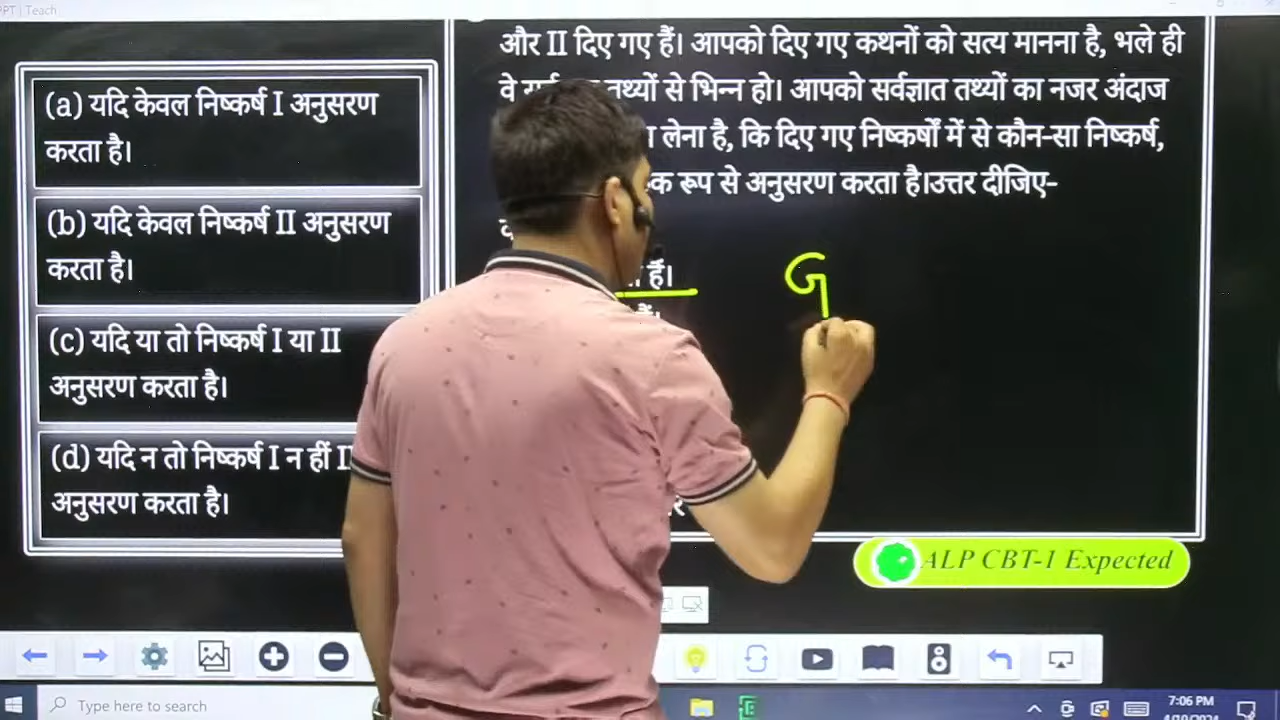 PPT | Teach
(a) यदि केवल निष्कर्ष I अनुसरण
करता है।
(b) यदि केवल निष्कर्ष II अनुसरण
करता है।
(c) यदि या तो निष्कर्ष I या II
अनुसरण करता है।
(d) यदि न तो निष्कर्ष I न हीं
अनुसरण करता है।
और II दिए गए हैं। आपको दिए गए कथनों को सत्य मानना है, भले ही
वे तथ्यों से भिन्न हो। आपको सर्वज्ञात तथ्यों का नजर अंदाज
लेना है, कि दिए गए निष्कर्षों में से कौन-सा निष्कर्ष,
रूप से अनुसरण करता है।उत्तर दीजिए-
हैं।
G
ALP CBT-1 Expected
Type here to search
7:06 PM